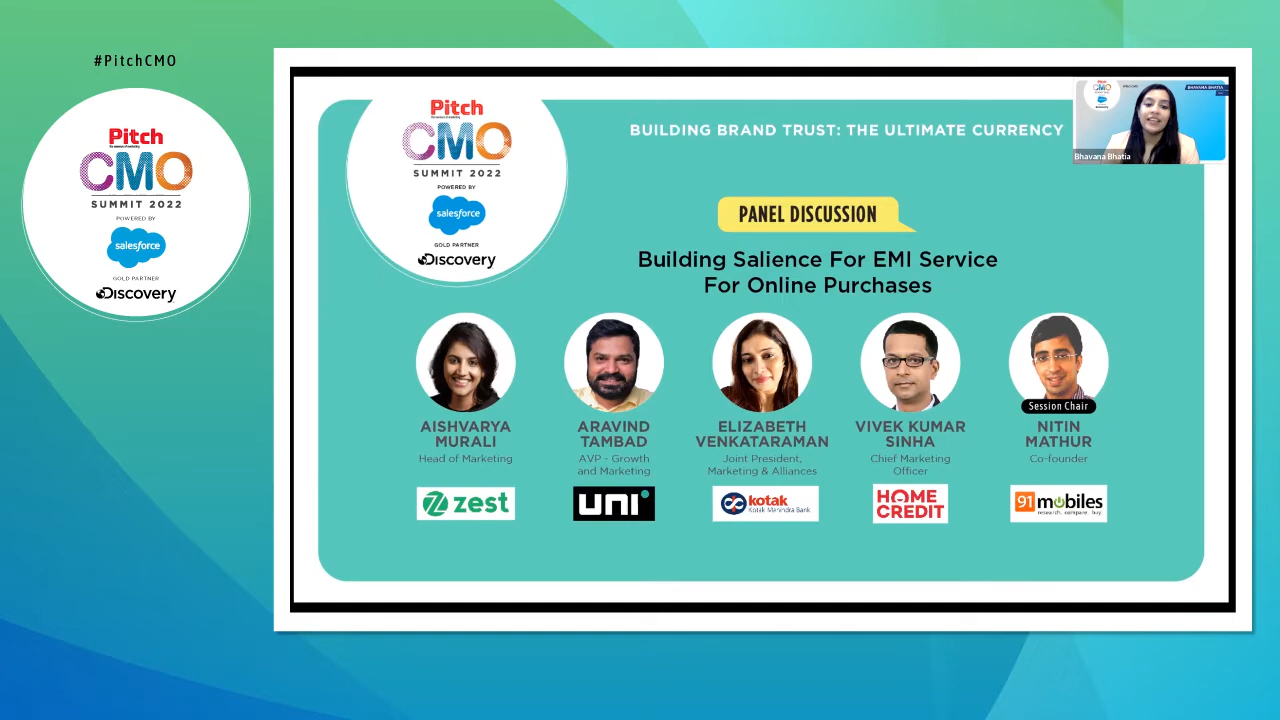 #PitchCMO
Pitch
CMO
SUMMIT 2022
POWERED BY
salesforce
GOLD PARTNER
Discovery
Pitch
CMO
SUMMIT 2022
POWERED BY
salesforce
GOLD PARTNER
Discovery
BUILDING BRAND TRUST: THE ULTIMATE CURRENCY
BHAVANA BHATIA
Bhavana Bhatia
PANEL DISCUSSION
Building Salience For EMI Service
For Online Purchases
AISHVARYA
MURALI
Head of Marketing
zest
ARAVIND
TAMBAD
AVP - Growth
and Marketing
uni
ELIZABETH
VENKATARAMAN
Joint President,
Marketing & Alliances
kotak
Kotak Mahindra Bank
VIVEK KUMAR
SINHA
Chief Marketing
Officer
HOME
CREDIT
Session Chair
NITIN
MATHUR
Co-founder
91mobiles
research. compare. buy.